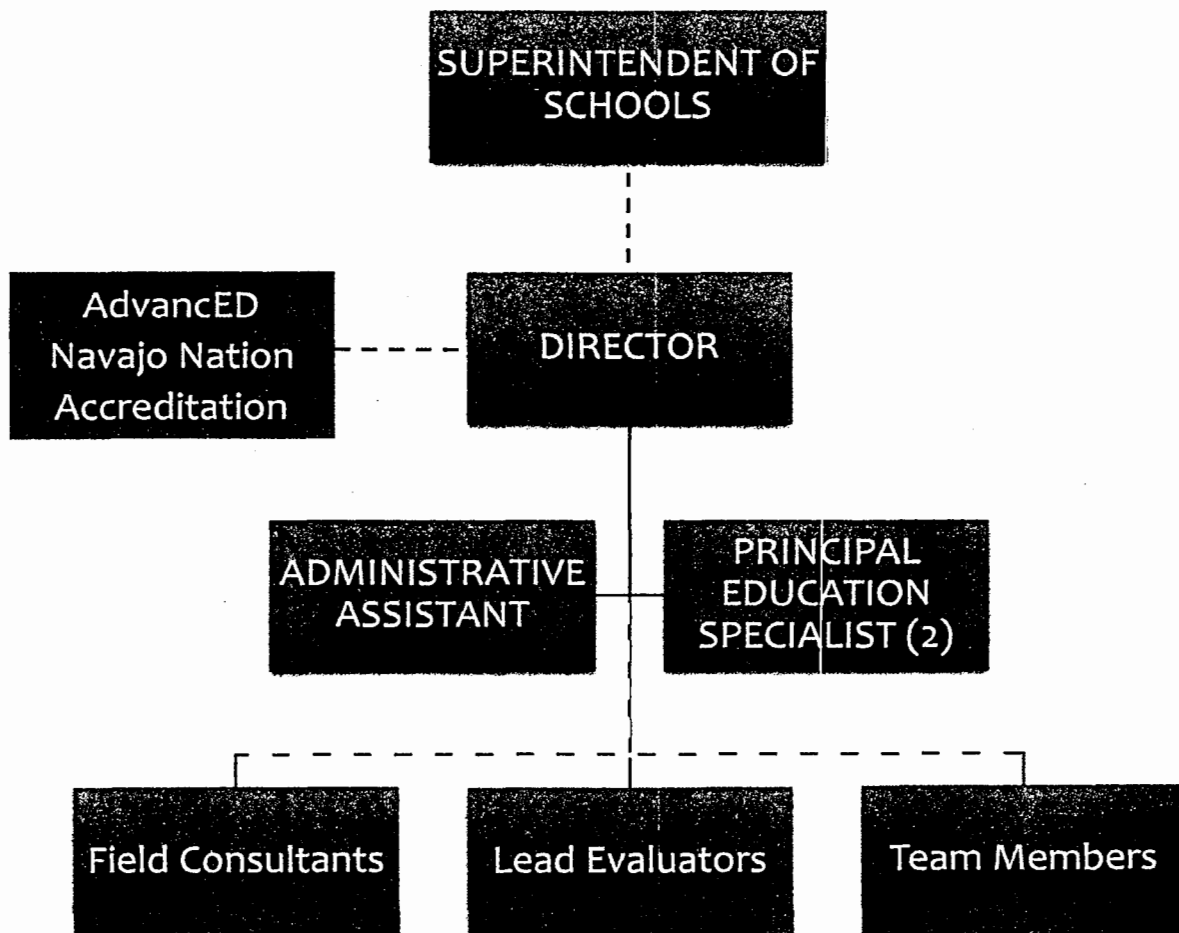 SUPERINTENDENT OF
SCHOOLS
AdvancED
Navajo Nation
Accreditation
DIRECTOR
ADMINISTRATIVE
ASSISTANT
PRINCIPAL
EDUCATION
SPECIALIST (2)
Field Consultants
Lead Evaluators
Team Members